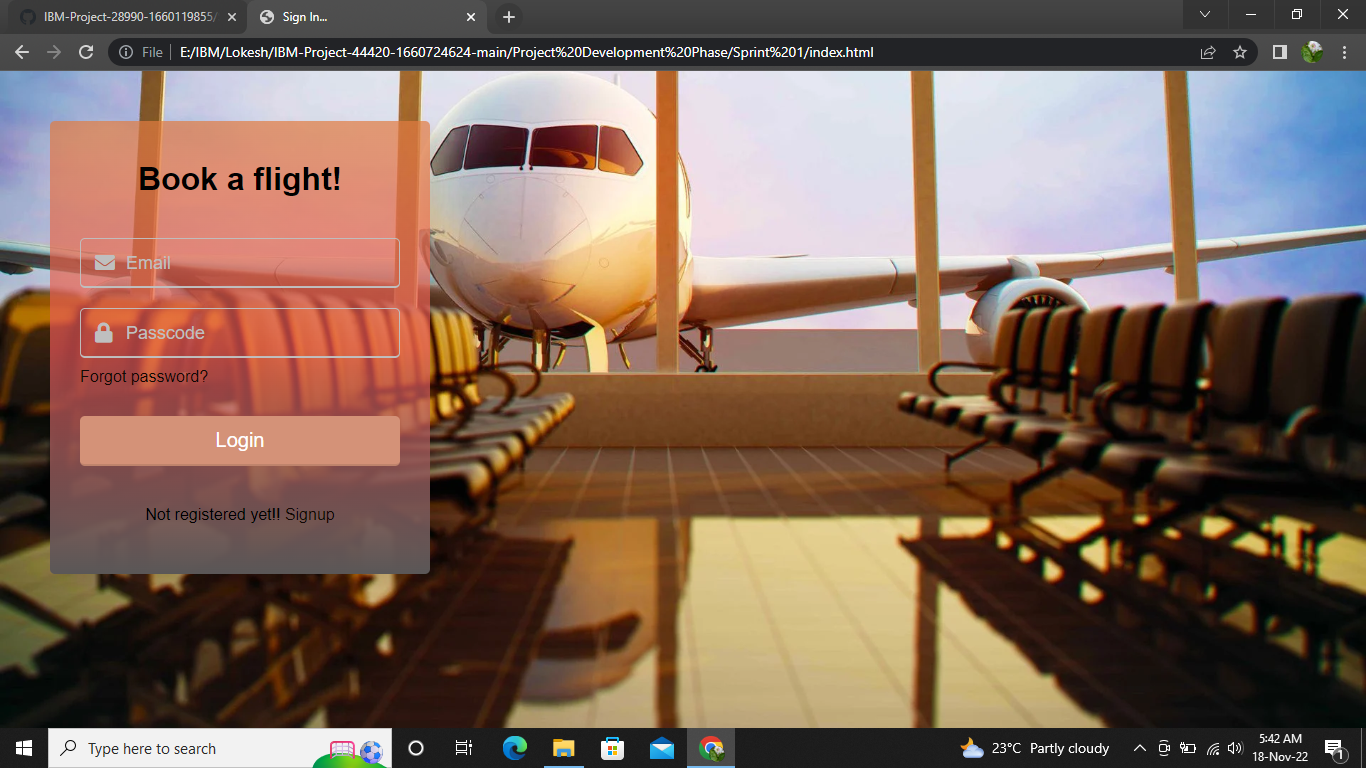 IBM-Project-28990-1660119855/
Sign In...
File
E:/IBM/Lokesh/IBM-Project-44420-1660724624-main/Project%20Development%20Phase/Sprint%201/index.html
Book a flight!
Email
Passcode
Forgot password?
Login
Not registered yet!! Signup
Type here to search
23°C Partly cloudy
5:42 AM
18-Nov-22
1